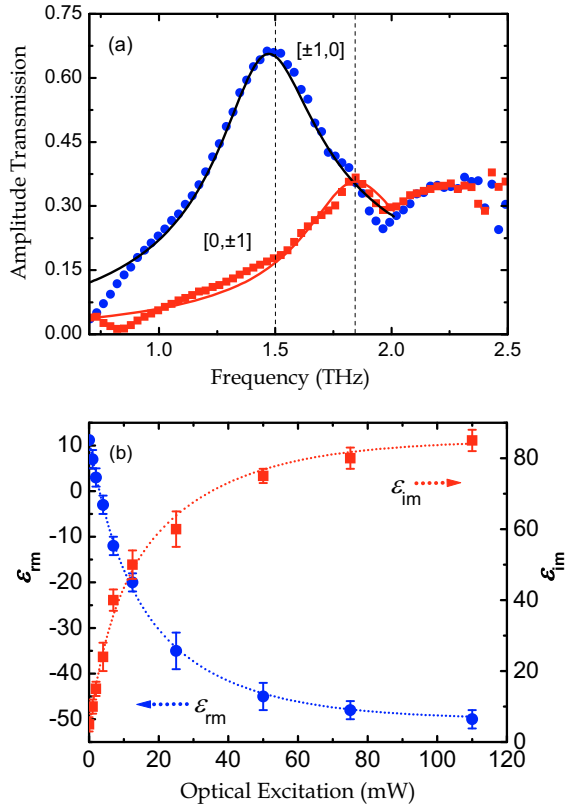 (a)
[±1,0]
[0,±1]
Amplitude Transmission
0.75
0.60
0.45
0.30
0.15
0.00
1.0 1.5 2.0 2.5
Frequency (THz)
(b)
ε_rm
10
0
-10
-20
-30
-40
-50
ε_im
ε_rm
80
60
40
20
0
ε_im
0 20 40 60 80 100 120
Optical Excitation (mW)